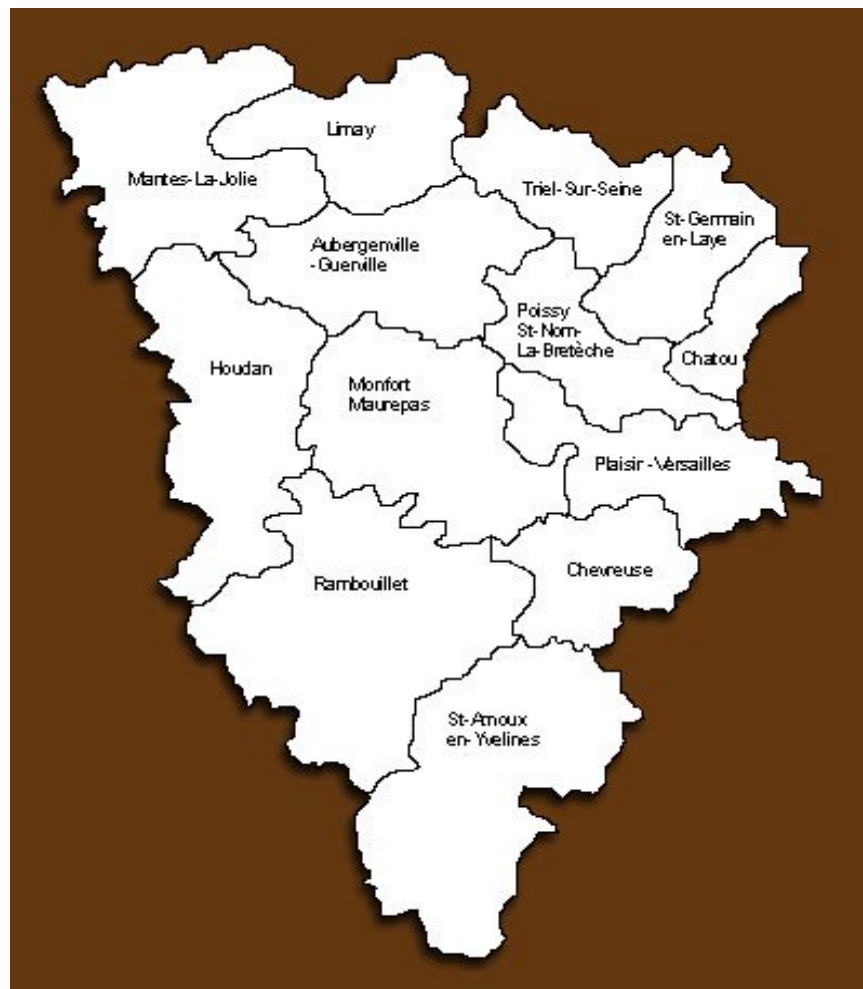 Limay
Mantes-La-Jolie
Triel-Sur-Seine
St-Germain
en-Laye
Aubergenville
-Guerville
Poissy
St-Nom-
La-Bretèche
Chatou
Houdan
Monfort
Maurepas
Plaisir-Versailles
Chevreuse
Rambouillet
St-Arnoux
en-Yvelines